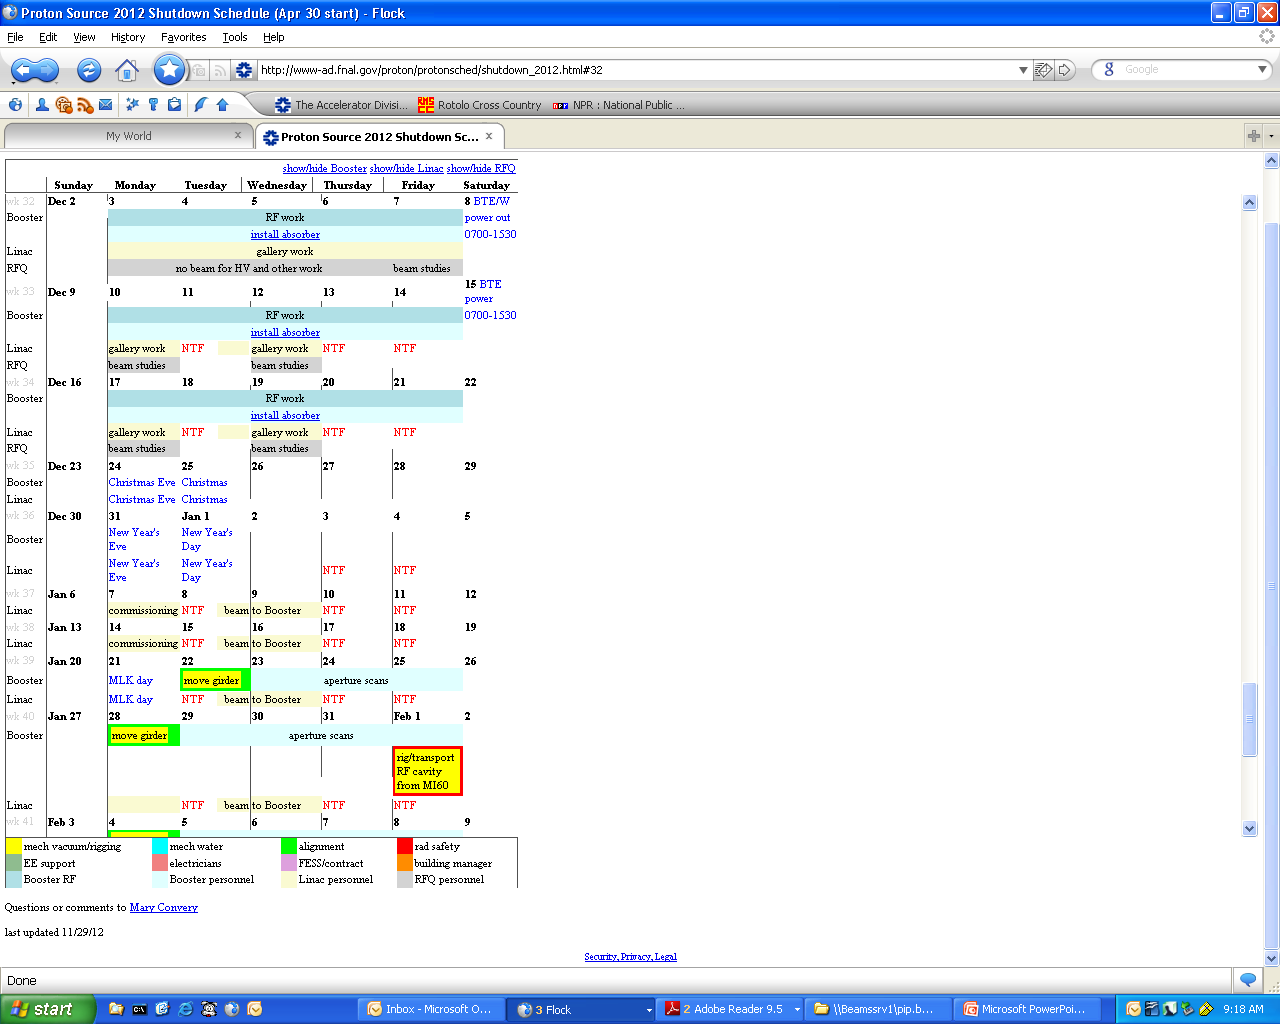 Proton Source 2012 Shutdown Schedule (Apr 30 start) - Flock
File Edit View History Favorites Tools Help
http://www-ad.fnal.gov/proton/protonsched/shutdown_2012.html#32 Google
The Accelerator Divisi... Rotolo Cross Country NPR : National Public ...
My World Proton Source 2012 Shutdown Sc...
show/hide Booster show/hide Linac show/hide RFQ
Sunday Monday Tuesday Wednesday Thursday Friday Saturday
wk 32 Dec 2 3 4 5 6 7 8 BTE/W
Booster RF work power out
install absorber 0700-1530
Linac gallery work
RFQ no beam for HV and other work beam studies
wk 33 Dec 9 10 11 12 13 14 15 BTE
power
Booster RF work 0700-1530
install absorber
Linac gallery work NTF gallery work NTF NTF
RFQ beam studies beam studies
wk 34 Dec 16 17 18 19 20 21 22
Booster RF work
install absorber
Linac gallery work NTF gallery work NTF NTF
RFQ beam studies beam studies
wk 35 Dec 23 24 25 26 27 28 29
Booster Christmas Eve Christmas
Linac Christmas Eve Christmas
wk 36 Dec 30 31 Jan 1 2 3 4 5
Booster New Year's Eve New Year's Day
Linac New Year's Eve New Year's Day NTF NTF
wk 37 Jan 6 7 8 9 10 11 12
Linac commissioning NTF beam to Booster NTF NTF
wk 38 Jan 13 14 15 16 17 18 19
Linac commissioning NTF beam to Booster NTF NTF
wk 39 Jan 20 21 22 23 24 25 26
Booster MLK day move girder aperture scans
Linac MLK day NTF beam to Booster NTF NTF
wk 40 Jan 27 28 29 30 31 Feb 1 2
Booster move girder aperture scans
rig/transport
RF cavity
from MI60
Linac NTF beam to Booster NTF NTF
wk 41 Feb 3 4 5 6 7 8 9
mech vacuum/rigging mech water alignment rad safety
EE support electricians FESS/contract building manager
Booster RF Booster personnel Linac personnel RFQ personnel
Questions or comments to Mary Convery
last updated 11/29/12
Security, Privacy, Legal
Done
start Inbox - Microsoft O... 3 Flock 2 Adobe Reader 9.5 \\Beamssrv1\pip.b... Microsoft PowerPoi... 9:18 AM